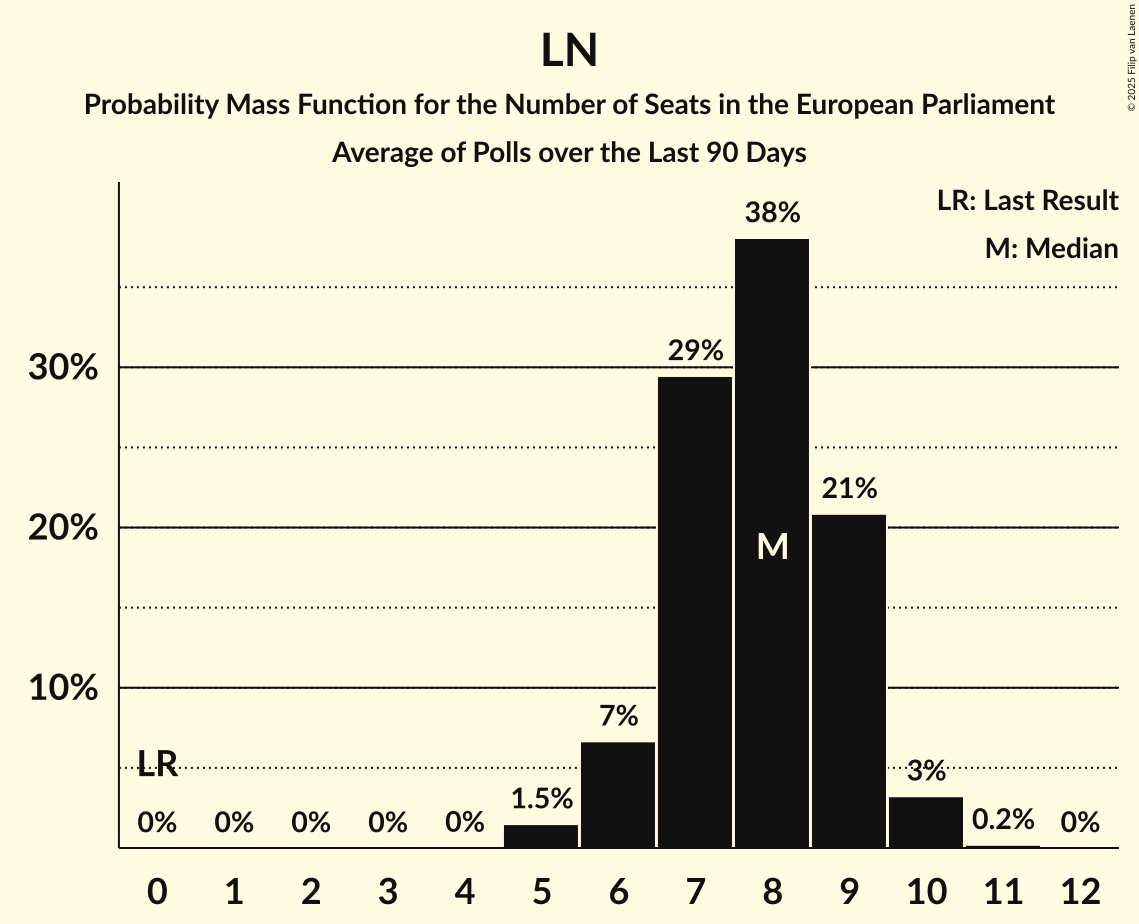 © 2025 Filip van Laenen
LN
Probability Mass Function for the Number of Seats in the European Parliament
Average of Polls over the Last 90 Days
LR: Last Result
M: Median
38%
29%
30%
21%
20%
M
10%
7%
LR
3%
1.5%
0% 0% 0% 0% 0% 0.2% 0%
0 1 2 3 4 5 6 7 8 9 10 11 12